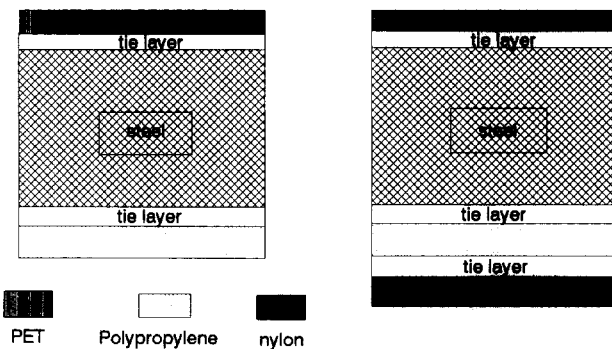 tie layer
steel
tie layer
tie layer
steel
tie layer
tie layer
PET
Polypropylene
nylon